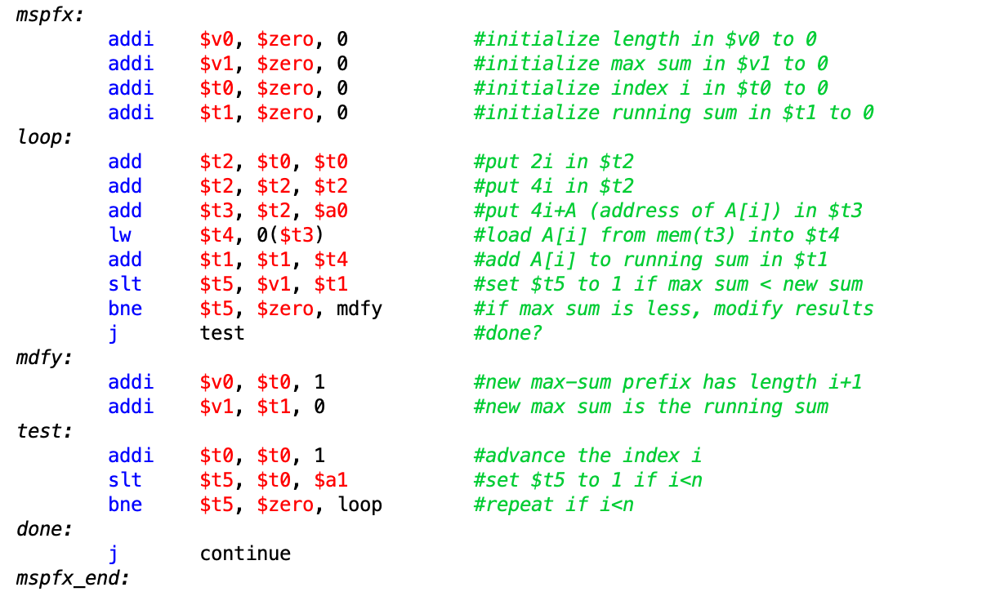 mspfx:
addi $v0, $zero, 0 #initialize length in $v0 to 0
addi $v1, $zero, 0 #initialize max sum in $v1 to 0
addi $t0, $zero, 0 #initialize index i in $t0 to 0
addi $t1, $zero, 0 #initialize running sum in $t1 to 0
loop:
add $t2, $t0, $t0 #put 2i in $t2
add $t2, $t2, $t2 #put 4i in $t2
add $t3, $t2, $a0 #put 4i+A (address of A[i]) in $t3
lw $t4, 0($t3) #load A[i] from mem(t3) into $t4
add $t1, $t1, $t4 #add A[i] to running sum in $t1
slt $t5, $v1, $t1 #set $t5 to 1 if max sum < new sum
bne $t5, $zero, mdfy #if max sum is less, modify results
j test #done?
mdfy:
addi $v0, $t0, 1 #new max-sum prefix has length i+1
addi $v1, $t1, 0 #new max sum is the running sum
test:
addi $t0, $t0, 1 #advance the index i
slt $t5, $t0, $a1 #set $t5 to 1 if i<n
bne $t5, $zero, loop #repeat if i<n
done:
j continue
mspfx_end: